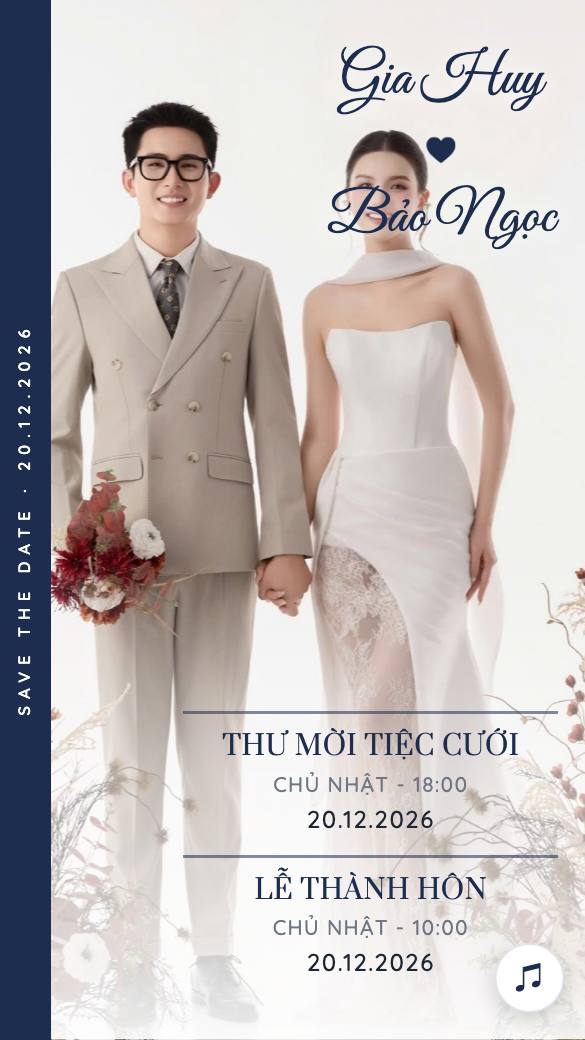 Gia Huy
Bảo Ngọc
SAVE THE DATE · 20.12.2026
THƯ MỜI TIỆC CƯỚI
CHỦ NHẬT - 18:00
20.12.2026
LỄ THÀNH HÔN
CHỦ NHẬT - 10:00
20.12.2026